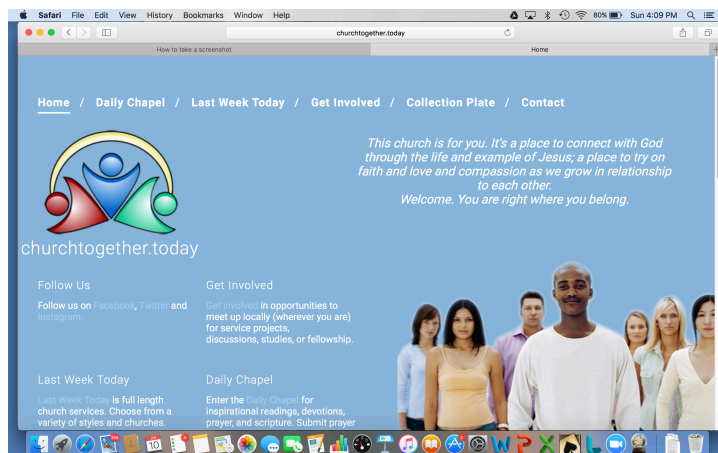 Safari File Edit View History Bookmarks Window Help 80% Sun 4:09 PM
churchtogether.today
How to take a screenshot Home
Home / Daily Chapel / Last Week Today / Get Involved / Collection Plate / Contact
This church is for you. It's a place to connect with God
through the life and example of Jesus; a place to try on
faith and love and compassion as we grow in relationship
to each other.
Welcome. You are right where you belong.
churchtogether.today
Follow Us
Follow us on Facebook, Twitter and
Instagram.
Get Involved
Get involved in opportunities to
meet up locally (wherever you are)
for service projects,
discussions, studies, or fellowship.
Last Week Today
Last Week Today is full length
church services. Choose from a
variety of styles and churches.
Daily Chapel
Enter the Daily Chapel for
inspirational readings, devotions,
prayer, and scripture. Submit prayer
10